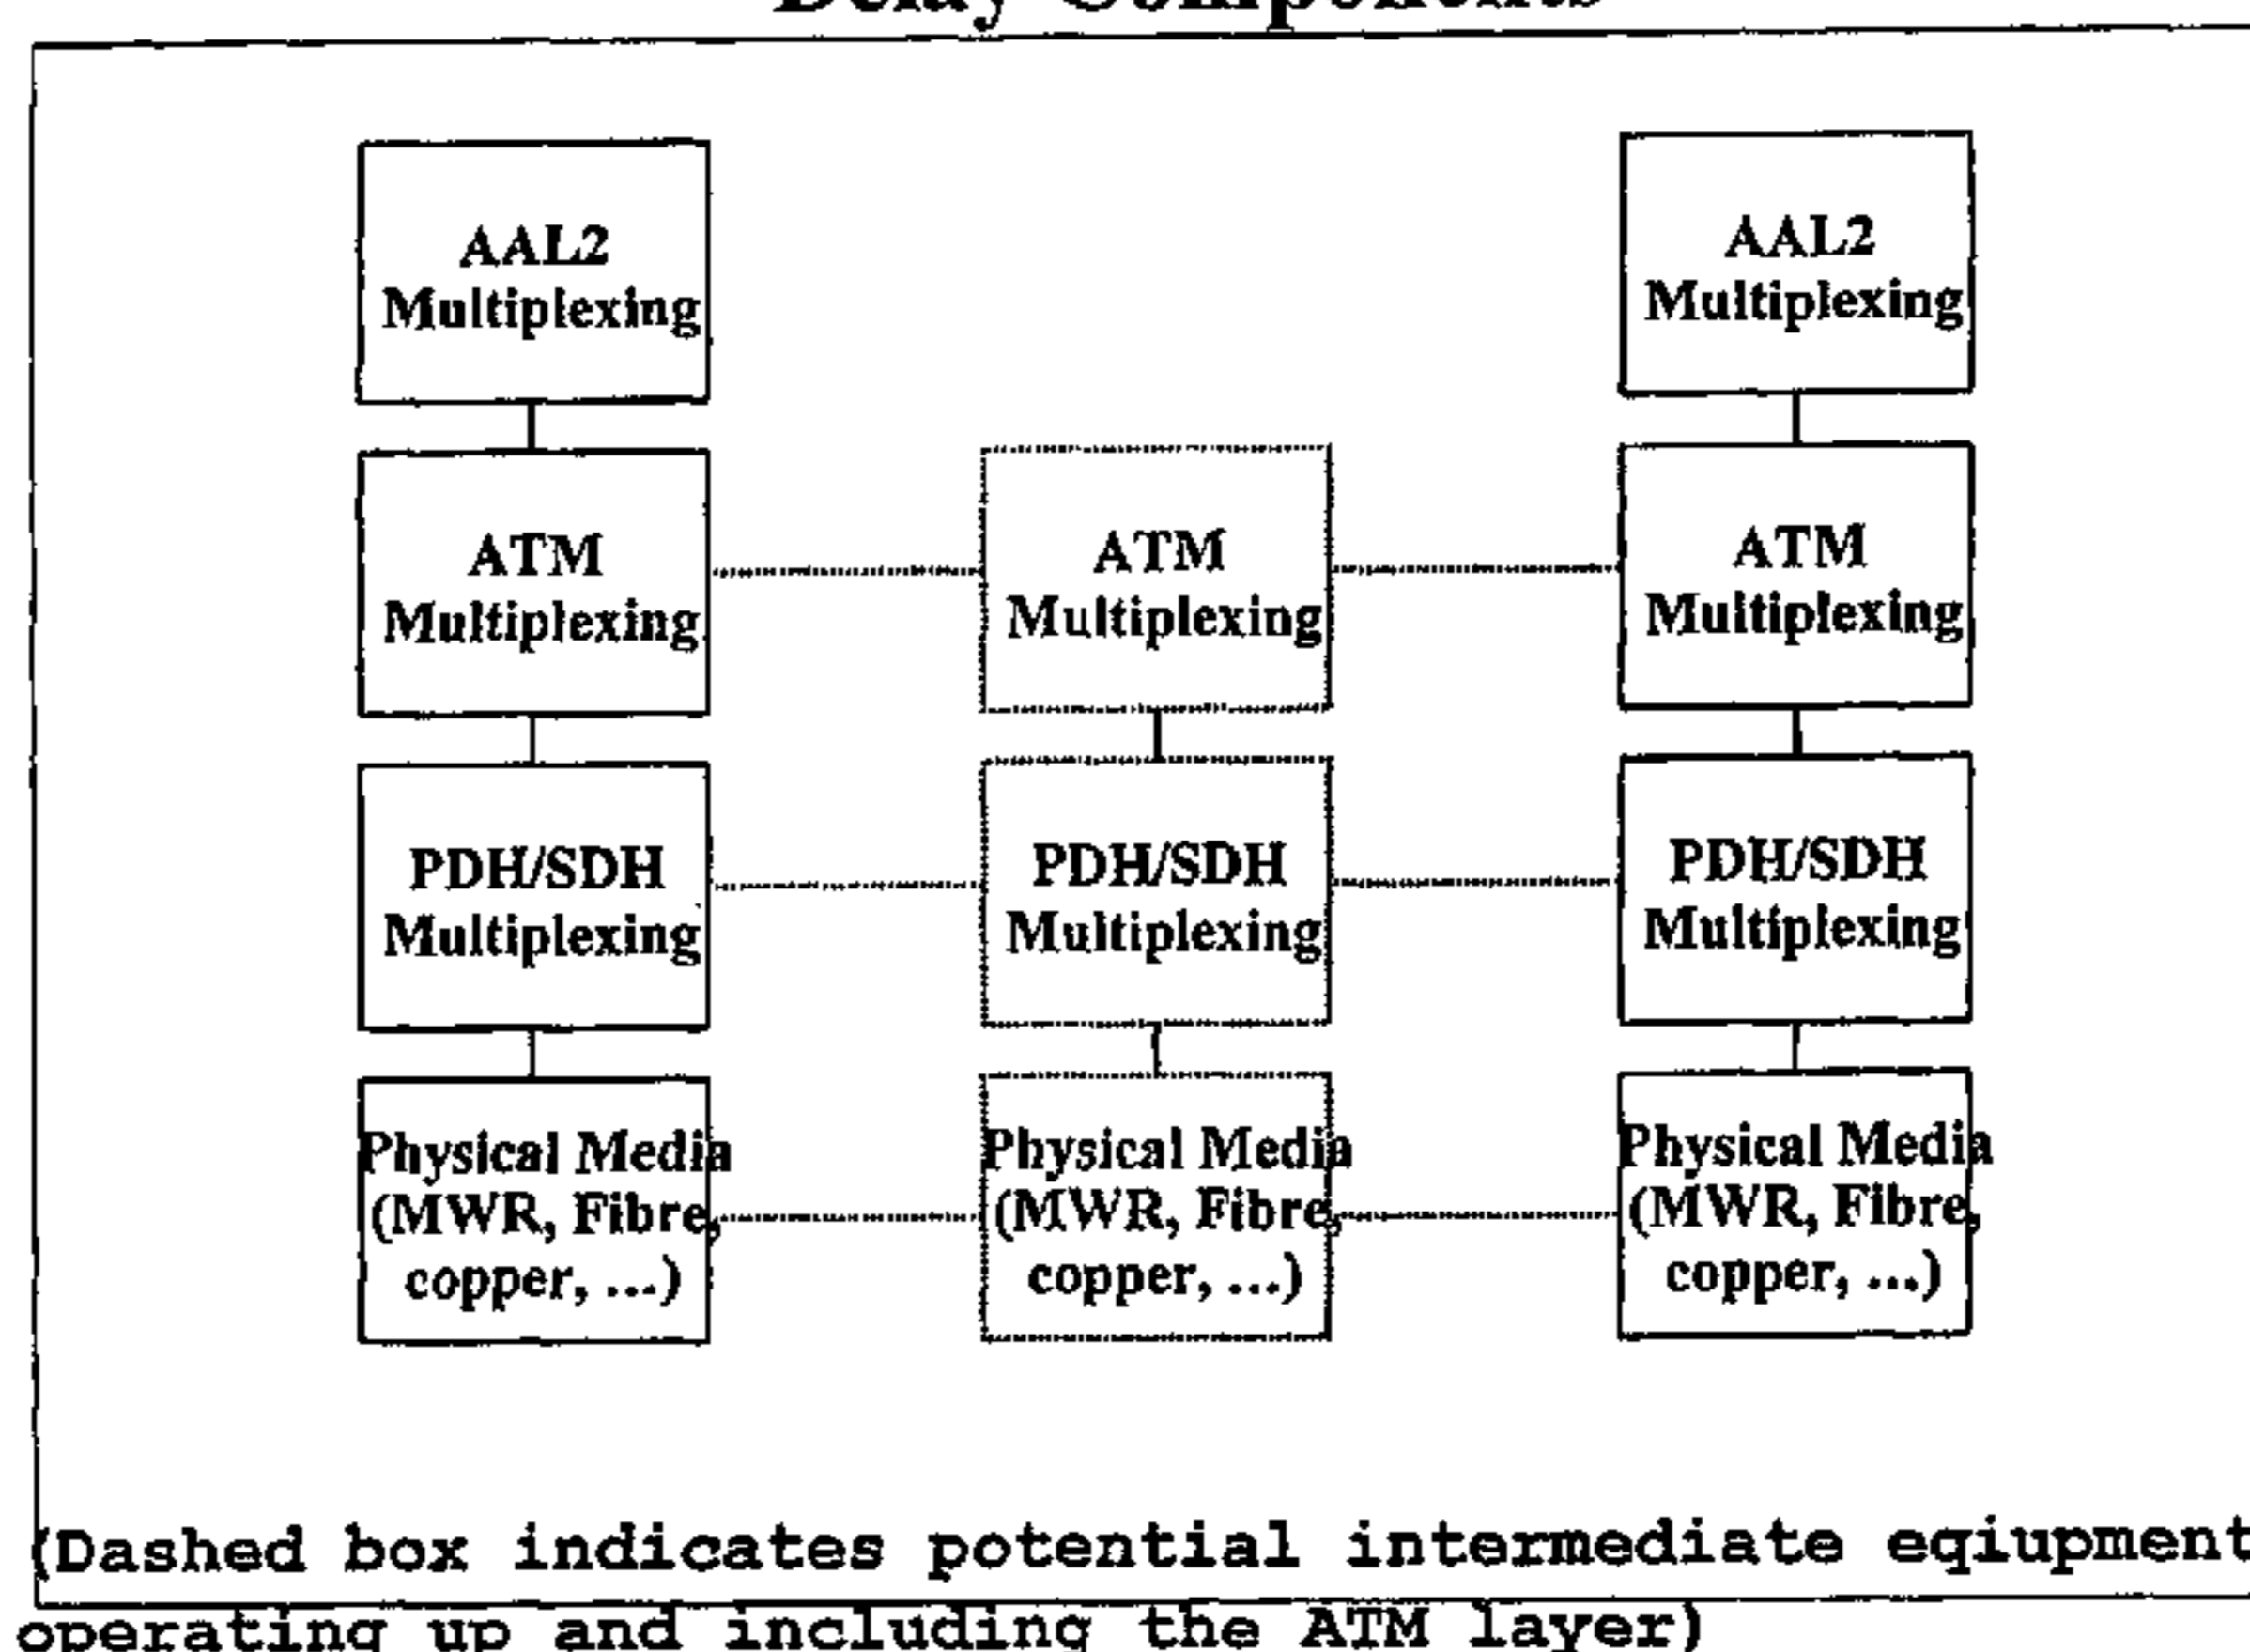 Delay Components
AAL2
Multiplexing
AAL2
Multiplexing
ATM
Multiplexing
ATM
Multiplexing
ATM
Multiplexing
PDH/SDH
Multiplexing
PDH/SDH
Multiplexing
PDH/SDH
Multiplexing
Physical Media
(MWR, Fibre,
copper, ...)
Physical Media
(MWR, Fibre,
copper, ...)
Physical Media
(MWR, Fibre,
copper, ...)
(Dashed box indicates potential intermediate eqiupment
operating up and including the ATM layer)